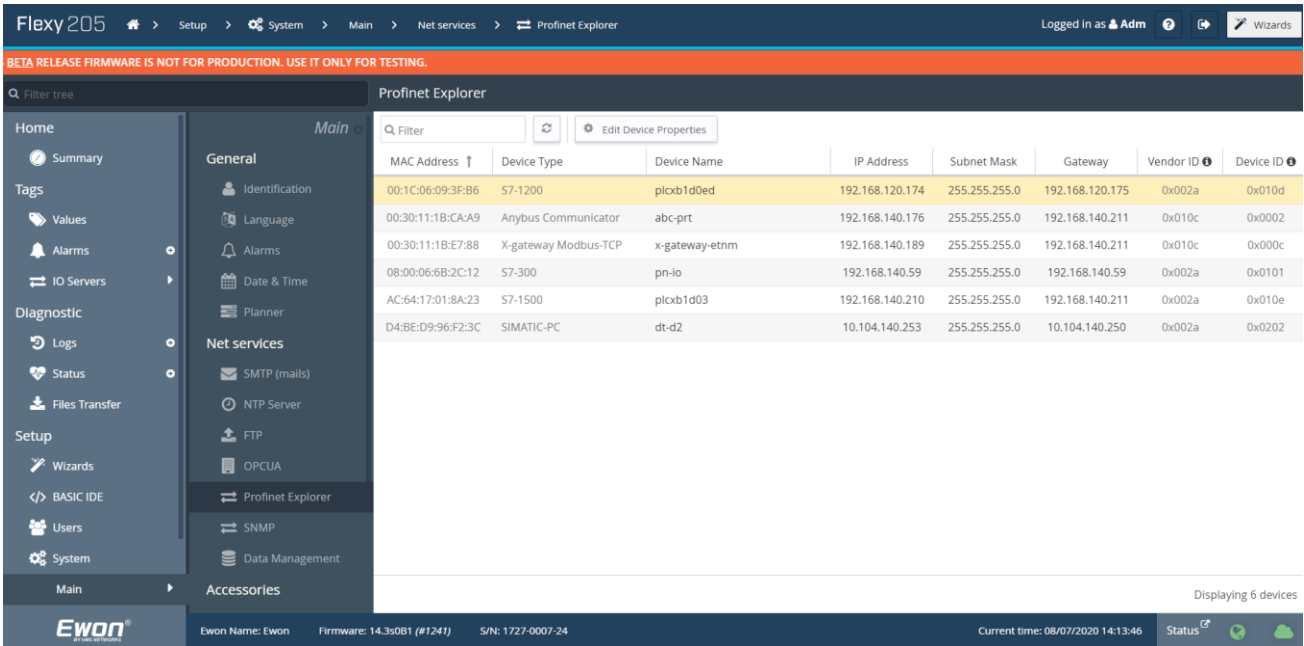 Flexy 205 > Setup > System > Main > Net services > Profinet Explorer Logged in as Adm Wizards
BETA RELEASE FIRMWARE IS NOT FOR PRODUCTION. USE IT ONLY FOR TESTING.
Filter tree
Home
Summary
Tags
Values
Alarms
IO Servers
Diagnostic
Logs
Status
Files Transfer
Setup
Wizards
BASIC IDE
Users
System
Main
Main
General
Identification
Language
Alarms
Date & Time
Planner
Net services
SMTP (mails)
NTP Server
FTP
OPCUA
Profinet Explorer
SNMP
Data Management
Accessories
Profinet Explorer
Filter Edit Device Properties
MAC Address Device Type Device Name IP Address Subnet Mask Gateway Vendor ID Device ID
00:1C:06:09:3F:B6 S7-1200 plcxb1d0ed 192.168.120.174 255.255.255.0 192.168.120.175 0x002a 0x010d
00:30:11:1B:CA:A9 Anybus Communicator abc-prt 192.168.140.176 255.255.255.0 192.168.140.211 0x010c 0x0002
00:30:11:1B:E7:88 X-gateway Modbus-TCP x-gateway-etnm 192.168.140.189 255.255.255.0 192.168.140.211 0x010c 0x000c
08:00:06:6B:2C:12 S7-300 pn-io 192.168.140.59 255.255.255.0 192.168.140.59 0x002a 0x0101
AC:64:17:01:8A:23 S7-1500 plcxb1d03 192.168.140.210 255.255.255.0 192.168.140.211 0x002a 0x010e
D4:BE:D9:96:F2:3C SIMATIC-PC dt-d2 10.104.140.253 255.255.255.0 10.104.140.250 0x002a 0x0202
Displaying 6 devices
Ewon®
BY HMS NETWORKS
Ewon Name: Ewon Firmware: 14.3s0B1 (#1241) S/N: 1727-0007-24 Current time: 08/07/2020 14:13:46 Status